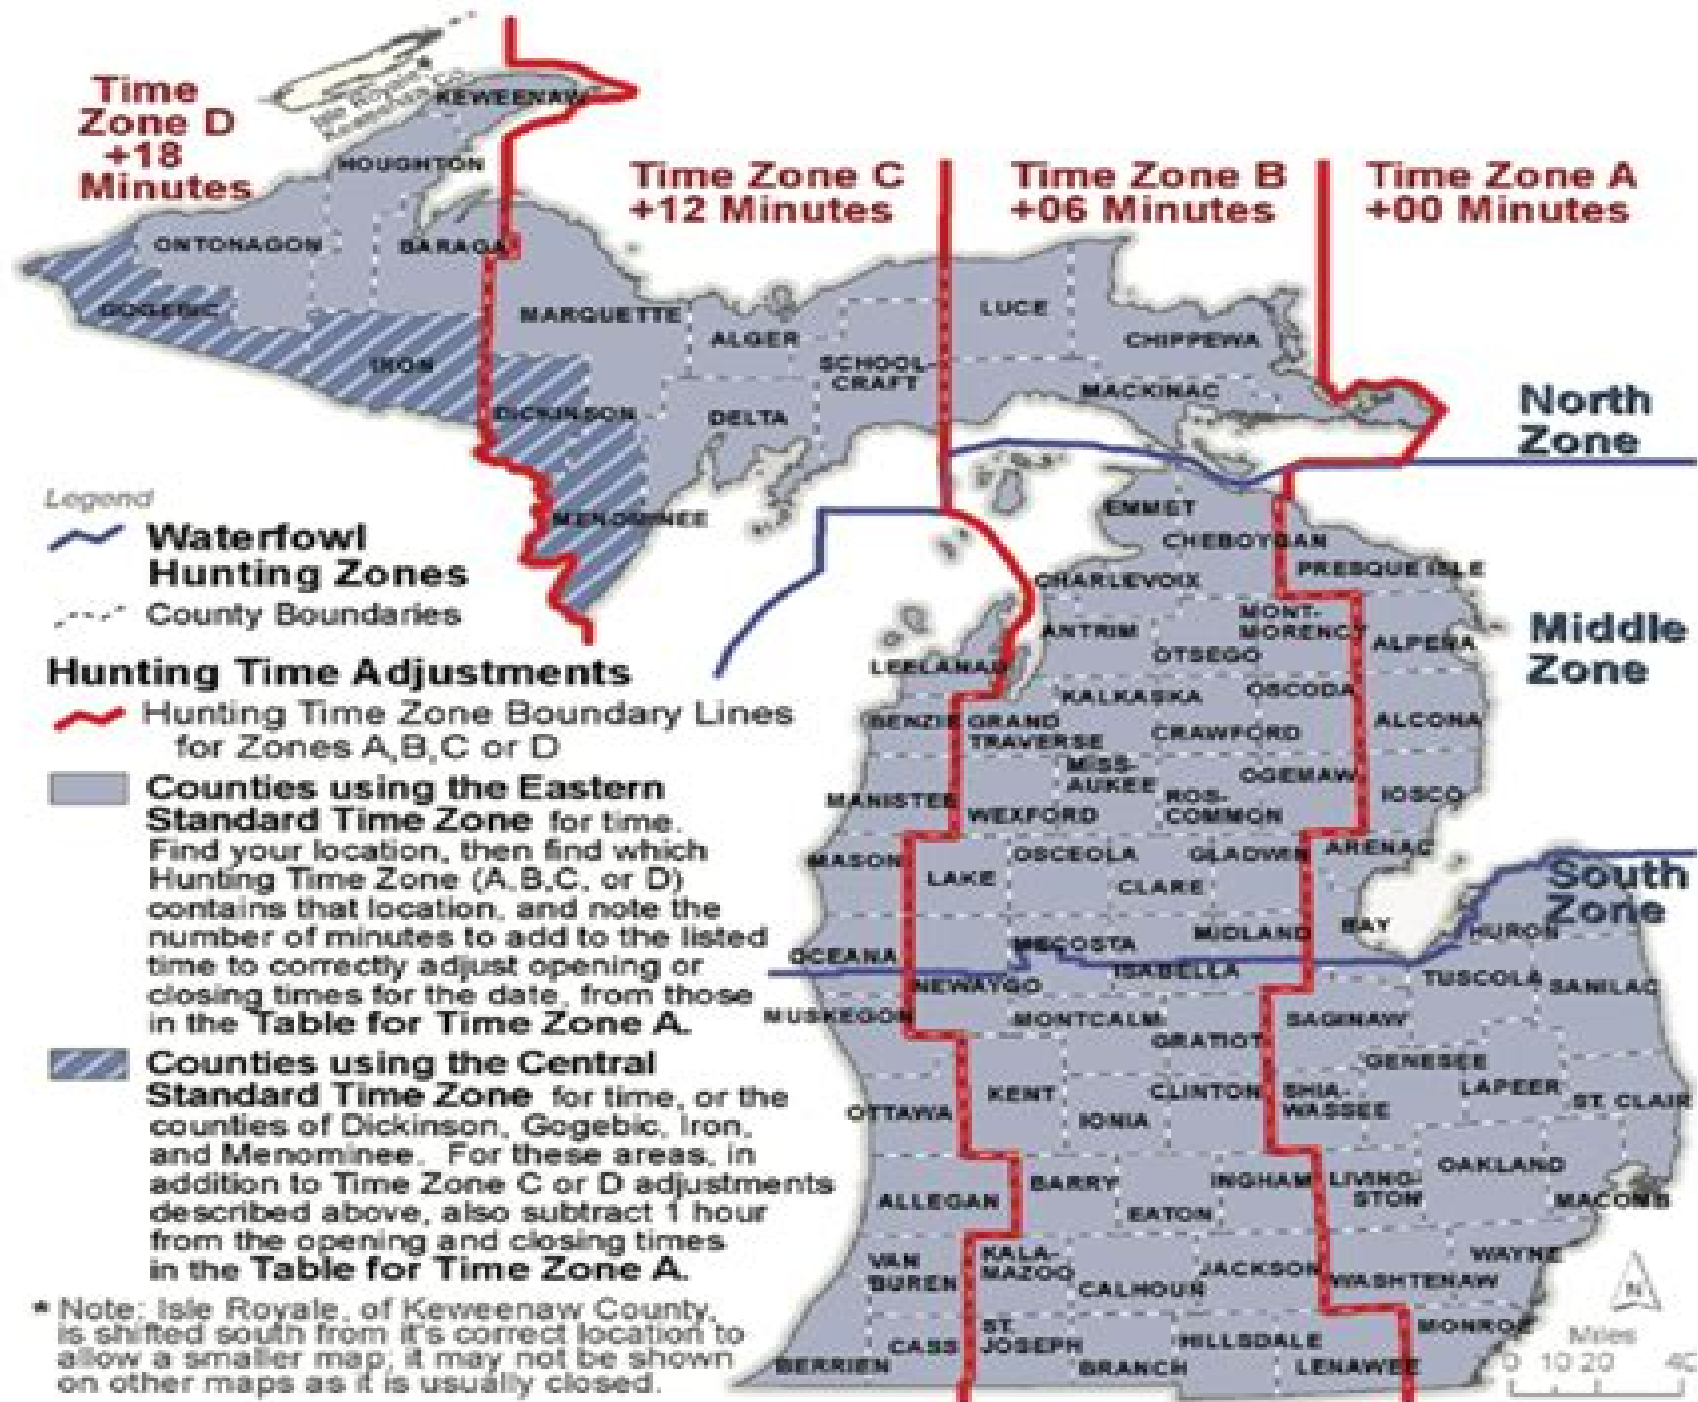 Time
Zone D
+18
Minutes
Time Zone C
+12 Minutes
Time Zone B
+06 Minutes
Time Zone A
+00 Minutes
Isle Royale*
Keweenaw Co.
KEWEENAW
HOUGHTON
ONTONAGON
BARAGA
GOGEBIC
IRON
MARQUETTE
DICKINSON
MENOMINEE
ALGER
DELTA
SCHOOL-
CRAFT
LUCE
CHIPPEWA
MACKINAC
North
Zone
Middle
Zone
South
Zone
EMMET
CHEBOYGAN
PRESQUE ISLE
CHARLEVOIX
ANTRIM
OTSEGO
MONT-
MORENCY
ALPENA
LEELANAU
KALKASKA
OSCODA
BENZIE
GRAND
TRAVERSE
CRAWFORD
ALCONA
MANISTEE
WEXFORD
MISS-
AUKEE
ROS-
COMMON
OGEMAW
IOSCO
MASON
LAKE
OSCEOLA
CLARE
GLADWIN
ARENAC
OCEANA
NEWAYGO
MECOSTA
ISABELLA
MIDLAND
BAY
HURON
MUSKEGON
MONTCALM
GRATIOT
SAGINAW
TUSCOLA
SANILAC
OTTAWA
KENT
IONIA
CLINTON
SHIA-
WASSEE
GENESEE
LAPEER
ST. CLAIR
ALLEGAN
BARRY
EATON
INGHAM
LIVING-
STON
OAKLAND
MACOMB
VAN
BUREN
KALA-
MAZOO
CALHOUN
JACKSON
WASHTENAW
WAYNE
BERRIEN
CASS
ST.
JOSEPH
BRANCH
HILLSDALE
LENAWEE
MONROE
N
Miles
0 10 20 40
Legend
Waterfowl
Hunting Zones
County Boundaries
Hunting Time Adjustments
Hunting Time Zone Boundary Lines
for Zones A,B,C or D
Counties using the Eastern
Standard Time Zone for time.
Find your location, then find which
Hunting Time Zone (A,B,C, or D)
contains that location, and note the
number of minutes to add to the listed
time to correctly adjust opening or
closing times for the date, from those
in the Table for Time Zone A.
Counties using the Central
Standard Time Zone for time, or the
counties of Dickinson, Gogebic, Iron,
and Menominee. For these areas, in
addition to Time Zone C or D adjustments
described above, also subtract 1 hour
from the opening and closing times
in the Table for Time Zone A.
* Note: Isle Royale, of Keweenaw County,
is shifted south from it's correct location to
allow a smaller map; it may not be shown
on other maps as it is usually closed.